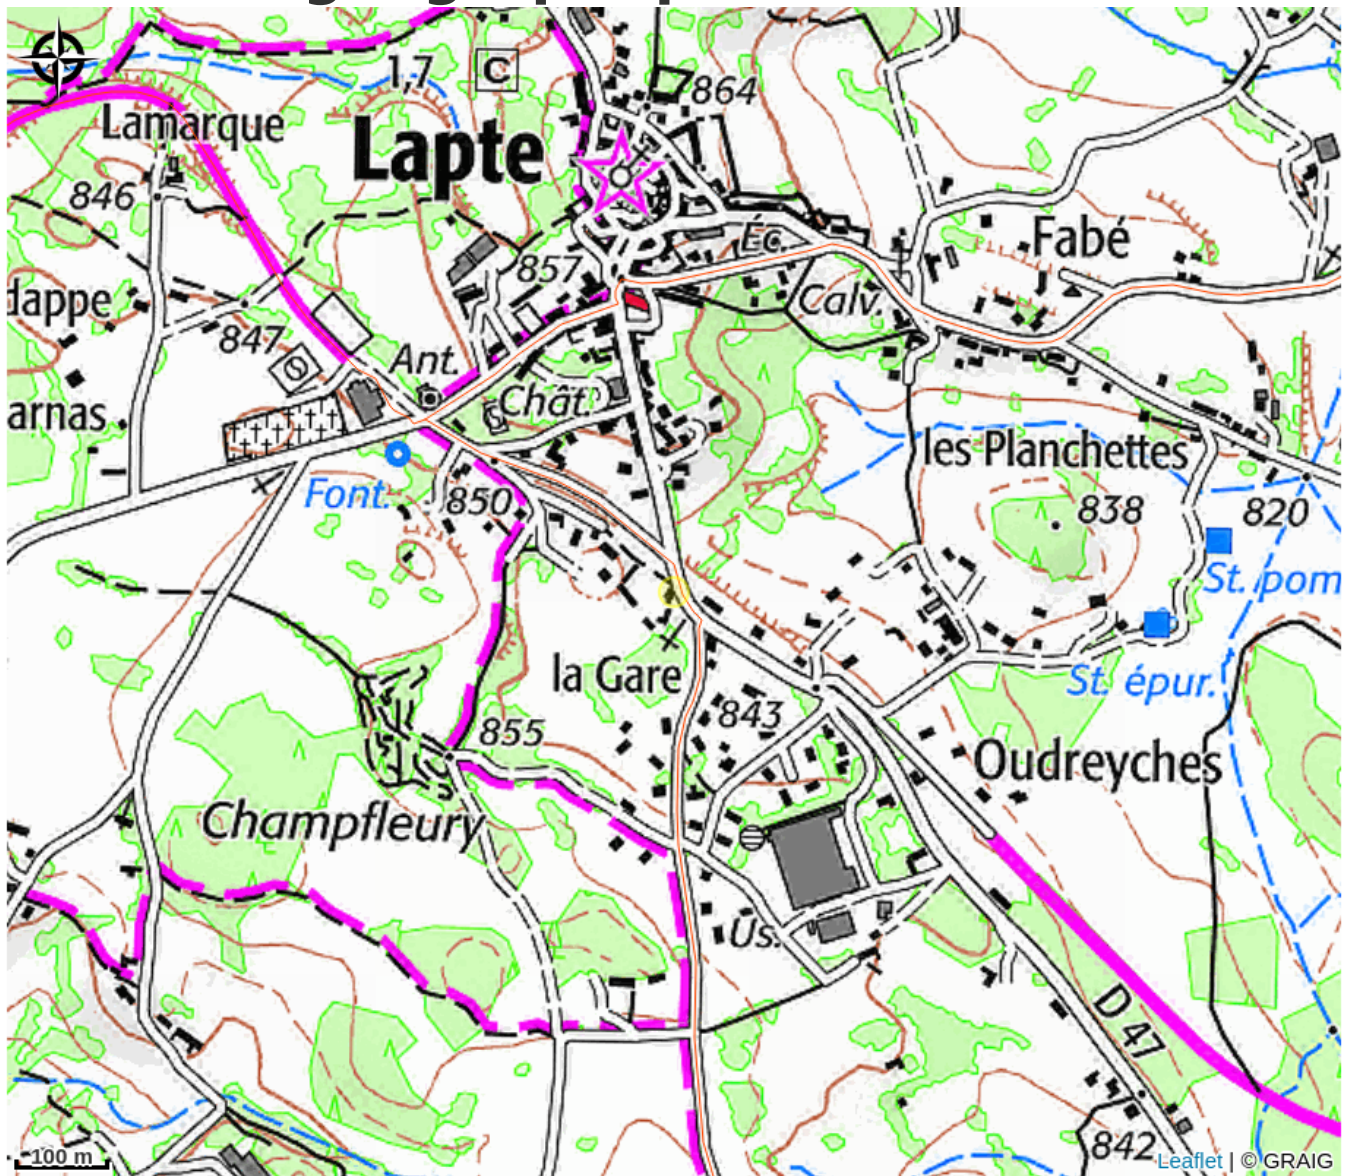 1,7
C
864
Lamarque
Lapte
846
Fabé
Éc.
857
dappe
Calv.
847
Ant.
Chât.
arnas
les Planchettes
Font.
850
838
820
St. pom
la Gare
St. épur.
843
855
Oudreyches
Champfleury
Us.
D 47
842
100 m
Leaflet | © GRAIG